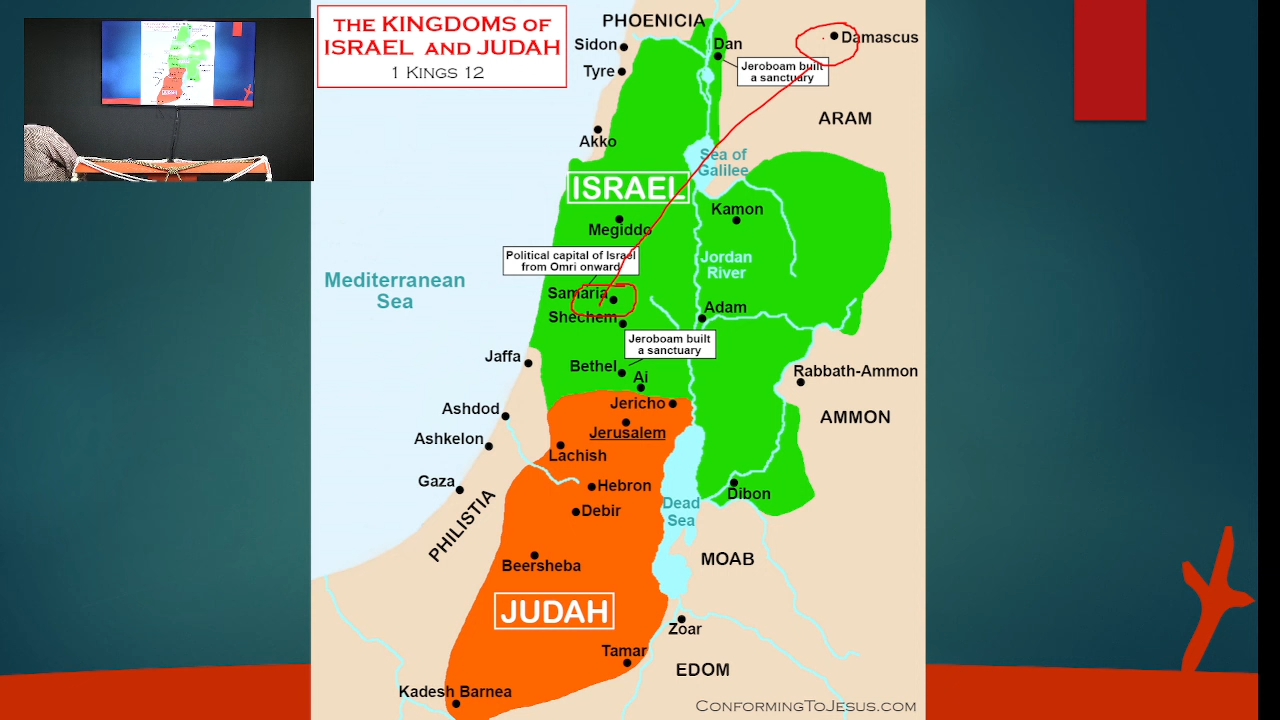 THE KINGDOMS OF
ISRAEL AND JUDAH
1 KINGS 12
PHOENICIA
Sidon
Dan
Damascus
Tyre
Jeroboam built
a sanctuary
ARAM
Akko
Sea of
Galilee
ISRAEL
Kamon
Megiddo
Political capital of Israel
from Omri onward
Jordan
River
Mediterranean
Sea
Samaria
Adam
Shechem
Jeroboam built
a sanctuary
Jaffa
Bethel
Ai
Rabbath-Ammon
Jericho
Ashdod
AMMON
Jerusalem
Ashkelon
Lachish
Gaza
Hebron
Dibon
Dead
Sea
Debir
PHILISTIA
MOAB
Beersheba
JUDAH
Zoar
Tamar
EDOM
Kadesh Barnea
CONFORMINGTOJESUS.COM